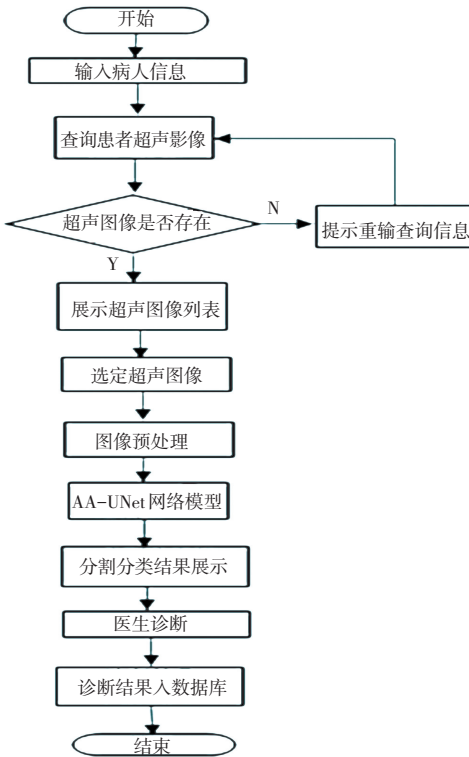 开始
输入病人信息
查询患者超声影像
超声图像是否存在
N
提示重输查询信息
Y
展示超声图像列表
选定超声图像
图像预处理
AA-UNet网络模型
分割分类结果展示
医生诊断
诊断结果入数据库
结束